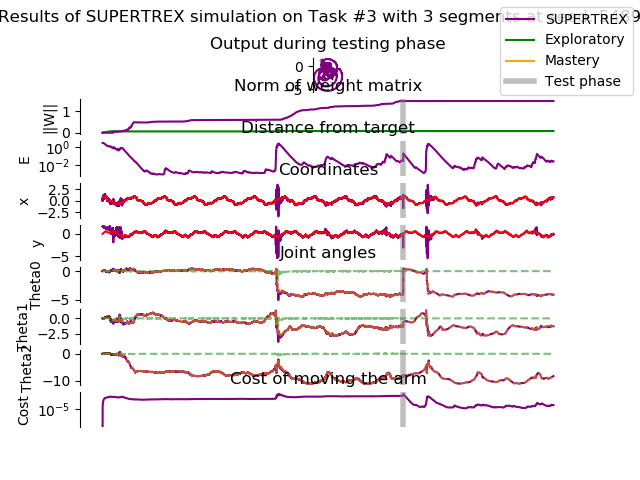 Results of SUPERTREX simulation on Task #3 with 3 segments
SUPERTREX
Exploratory
Mastery
Test phase
Output during testing phase
0
−5
Norm of weight matrix
||W||
1
0
Distance from target
E
10^0
10^−2
Coordinates
x
2.5
0.0
−2.5
y
0
−5
Joint angles
Theta0
0
−5
Theta1
0.0
−2.5
Theta2
0
−10
Cost of moving the arm
Cost
10^−5